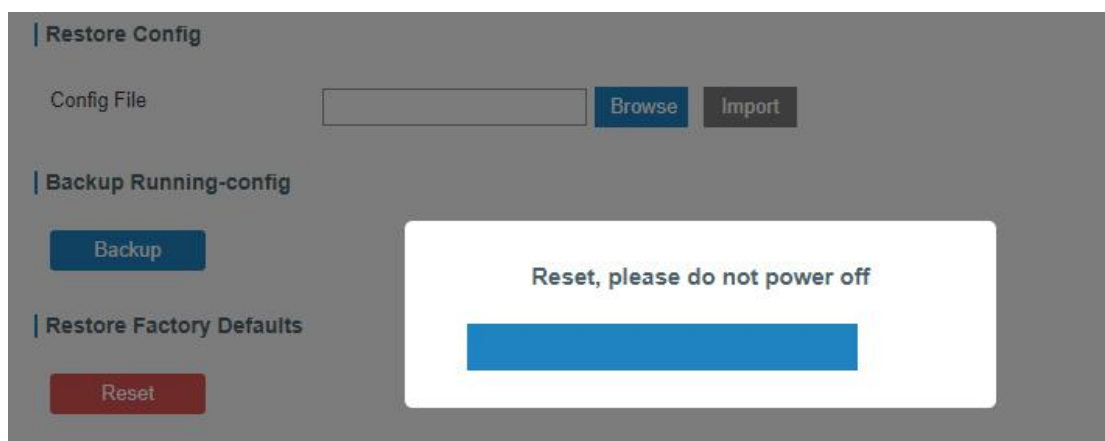 Restore Config
Config File Browse Import
Backup Running-config
Backup
Reset, please do not power off
Restore Factory Defaults
Reset